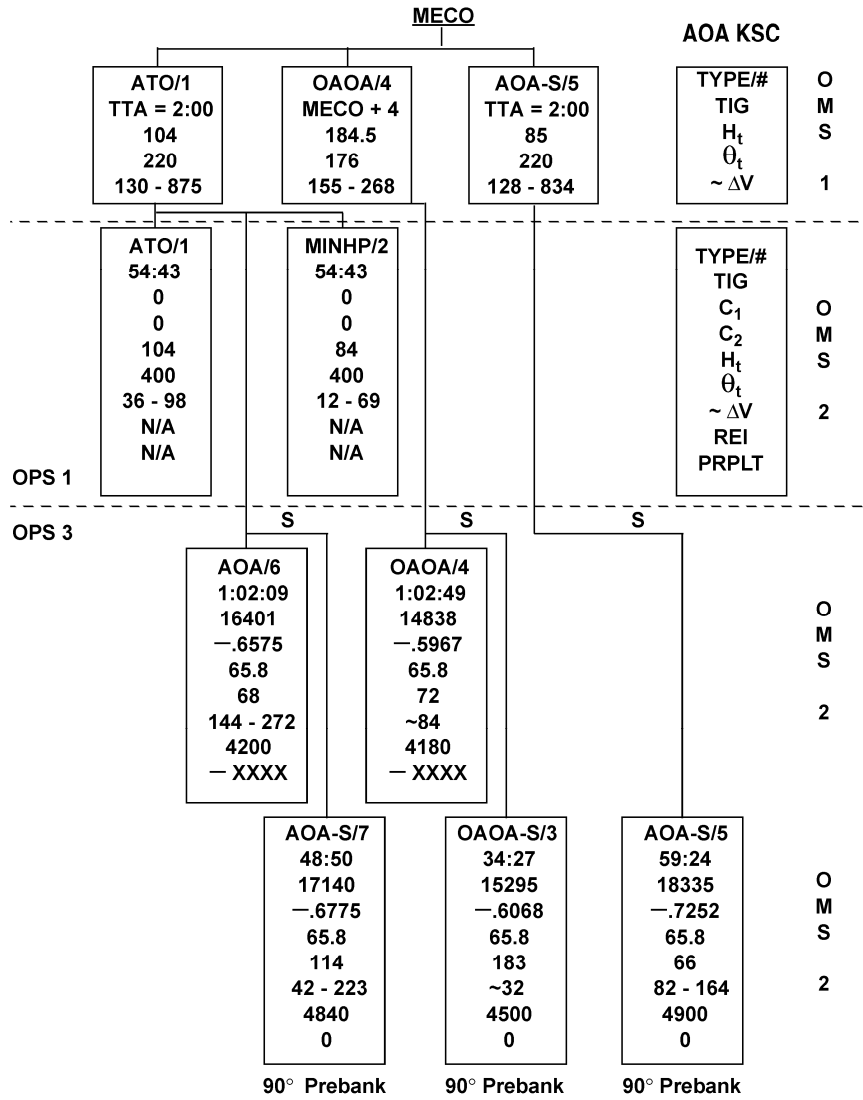 MECO
AOA KSC
ATO/1
TTA = 2:00
104
220
130 - 875
OAOA/4
MECO + 4
184.5
176
155 - 268
AOA-S/5
TTA = 2:00
85
220
128 - 834
TYPE/#
TIG
Hₜ
θₜ
~ ΔV
O
M
S
1
ATO/1
54:43
0
0
104
400
36 - 98
N/A
N/A
MINHP/2
54:43
0
0
84
400
12 - 69
N/A
N/A
TYPE/#
TIG
C₁
C₂
Hₜ
θₜ
~ ΔV
REI
PRPLT
O
M
S
2
OPS 1
OPS 3
S
S
S
AOA/6
1:02:09
16401
—.6575
65.8
68
144 - 272
4200
— XXXX
OAOA/4
1:02:49
14838
—.5967
65.8
72
~84
4180
— XXXX
O
M
S
2
AOA-S/7
48:50
17140
—.6775
65.8
114
42 - 223
4840
0
90° Prebank
OAOA-S/3
34:27
15295
—.6068
65.8
183
~32
4500
0
90° Prebank
AOA-S/5
59:24
18335
—.7252
65.8
66
82 - 164
4900
0
90° Prebank
O
M
S
2